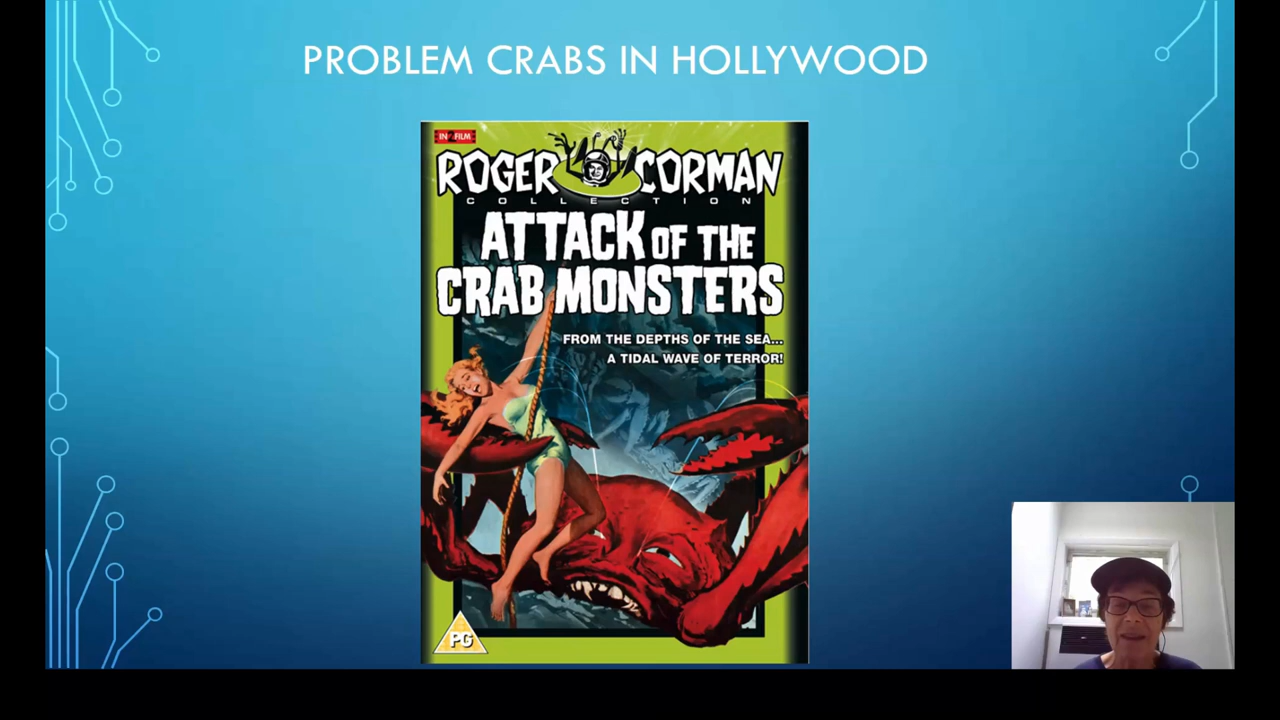 PROBLEM CRABS IN HOLLYWOOD
IN2FILM
ROGER CORMAN
COLLECTION
ATTACK OF THE
CRAB MONSTERS
FROM THE DEPTHS OF THE SEA...
A TIDAL WAVE OF TERROR!
PG